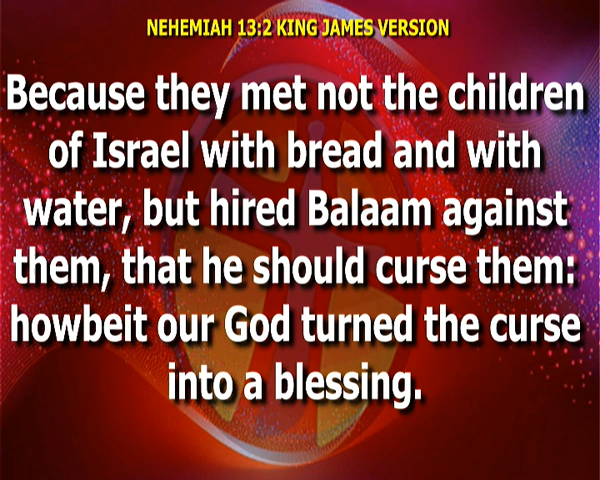 NEHEMIAH 13:2 KING JAMES VERSION
Because they met not the children
of Israel with bread and with
water, but hired Balaam against
them, that he should curse them:
howbeit our God turned the curse
into a blessing.